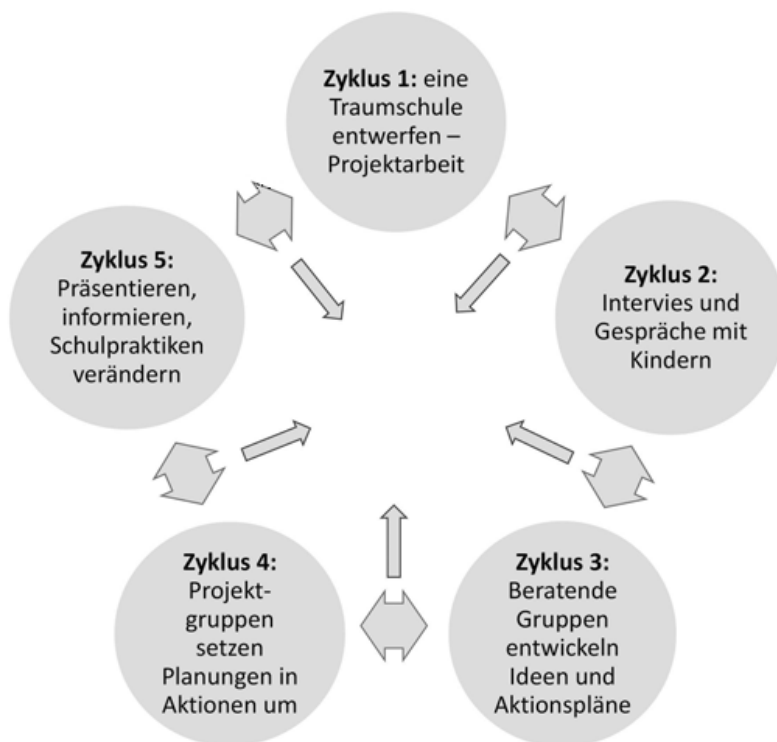 Zyklus 1: eine
Traumschule
entwerfen –
Projektarbeit
Zyklus 2:
Intervies und
Gespräche mit
Kindern
Zyklus 3:
Beratende
Gruppen
entwickeln
Ideen und
Aktionspläne
Zyklus 4:
Projekt-
gruppen
setzen
Planungen in
Aktionen um
Zyklus 5:
Präsentieren,
informieren,
Schulpraktiken
verändern